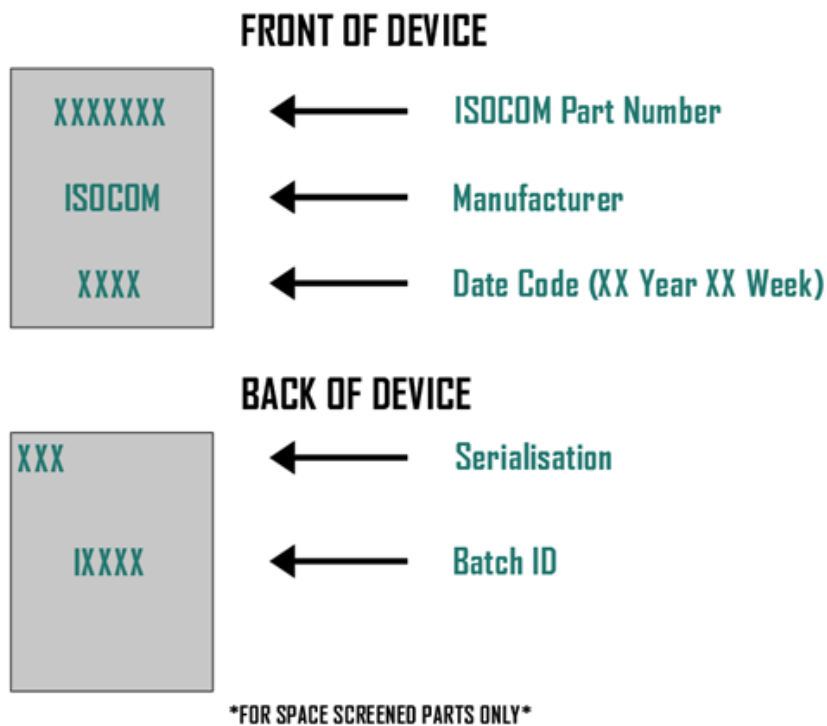 FRONT OF DEVICE
XXXXXXX ISOCOM Part Number
ISOCOM Manufacturer
XXXX Date Code (XX Year XX Week)
BACK OF DEVICE
XXX Serialisation
IXXXX Batch ID
*FOR SPACE SCREENED PARTS ONLY*